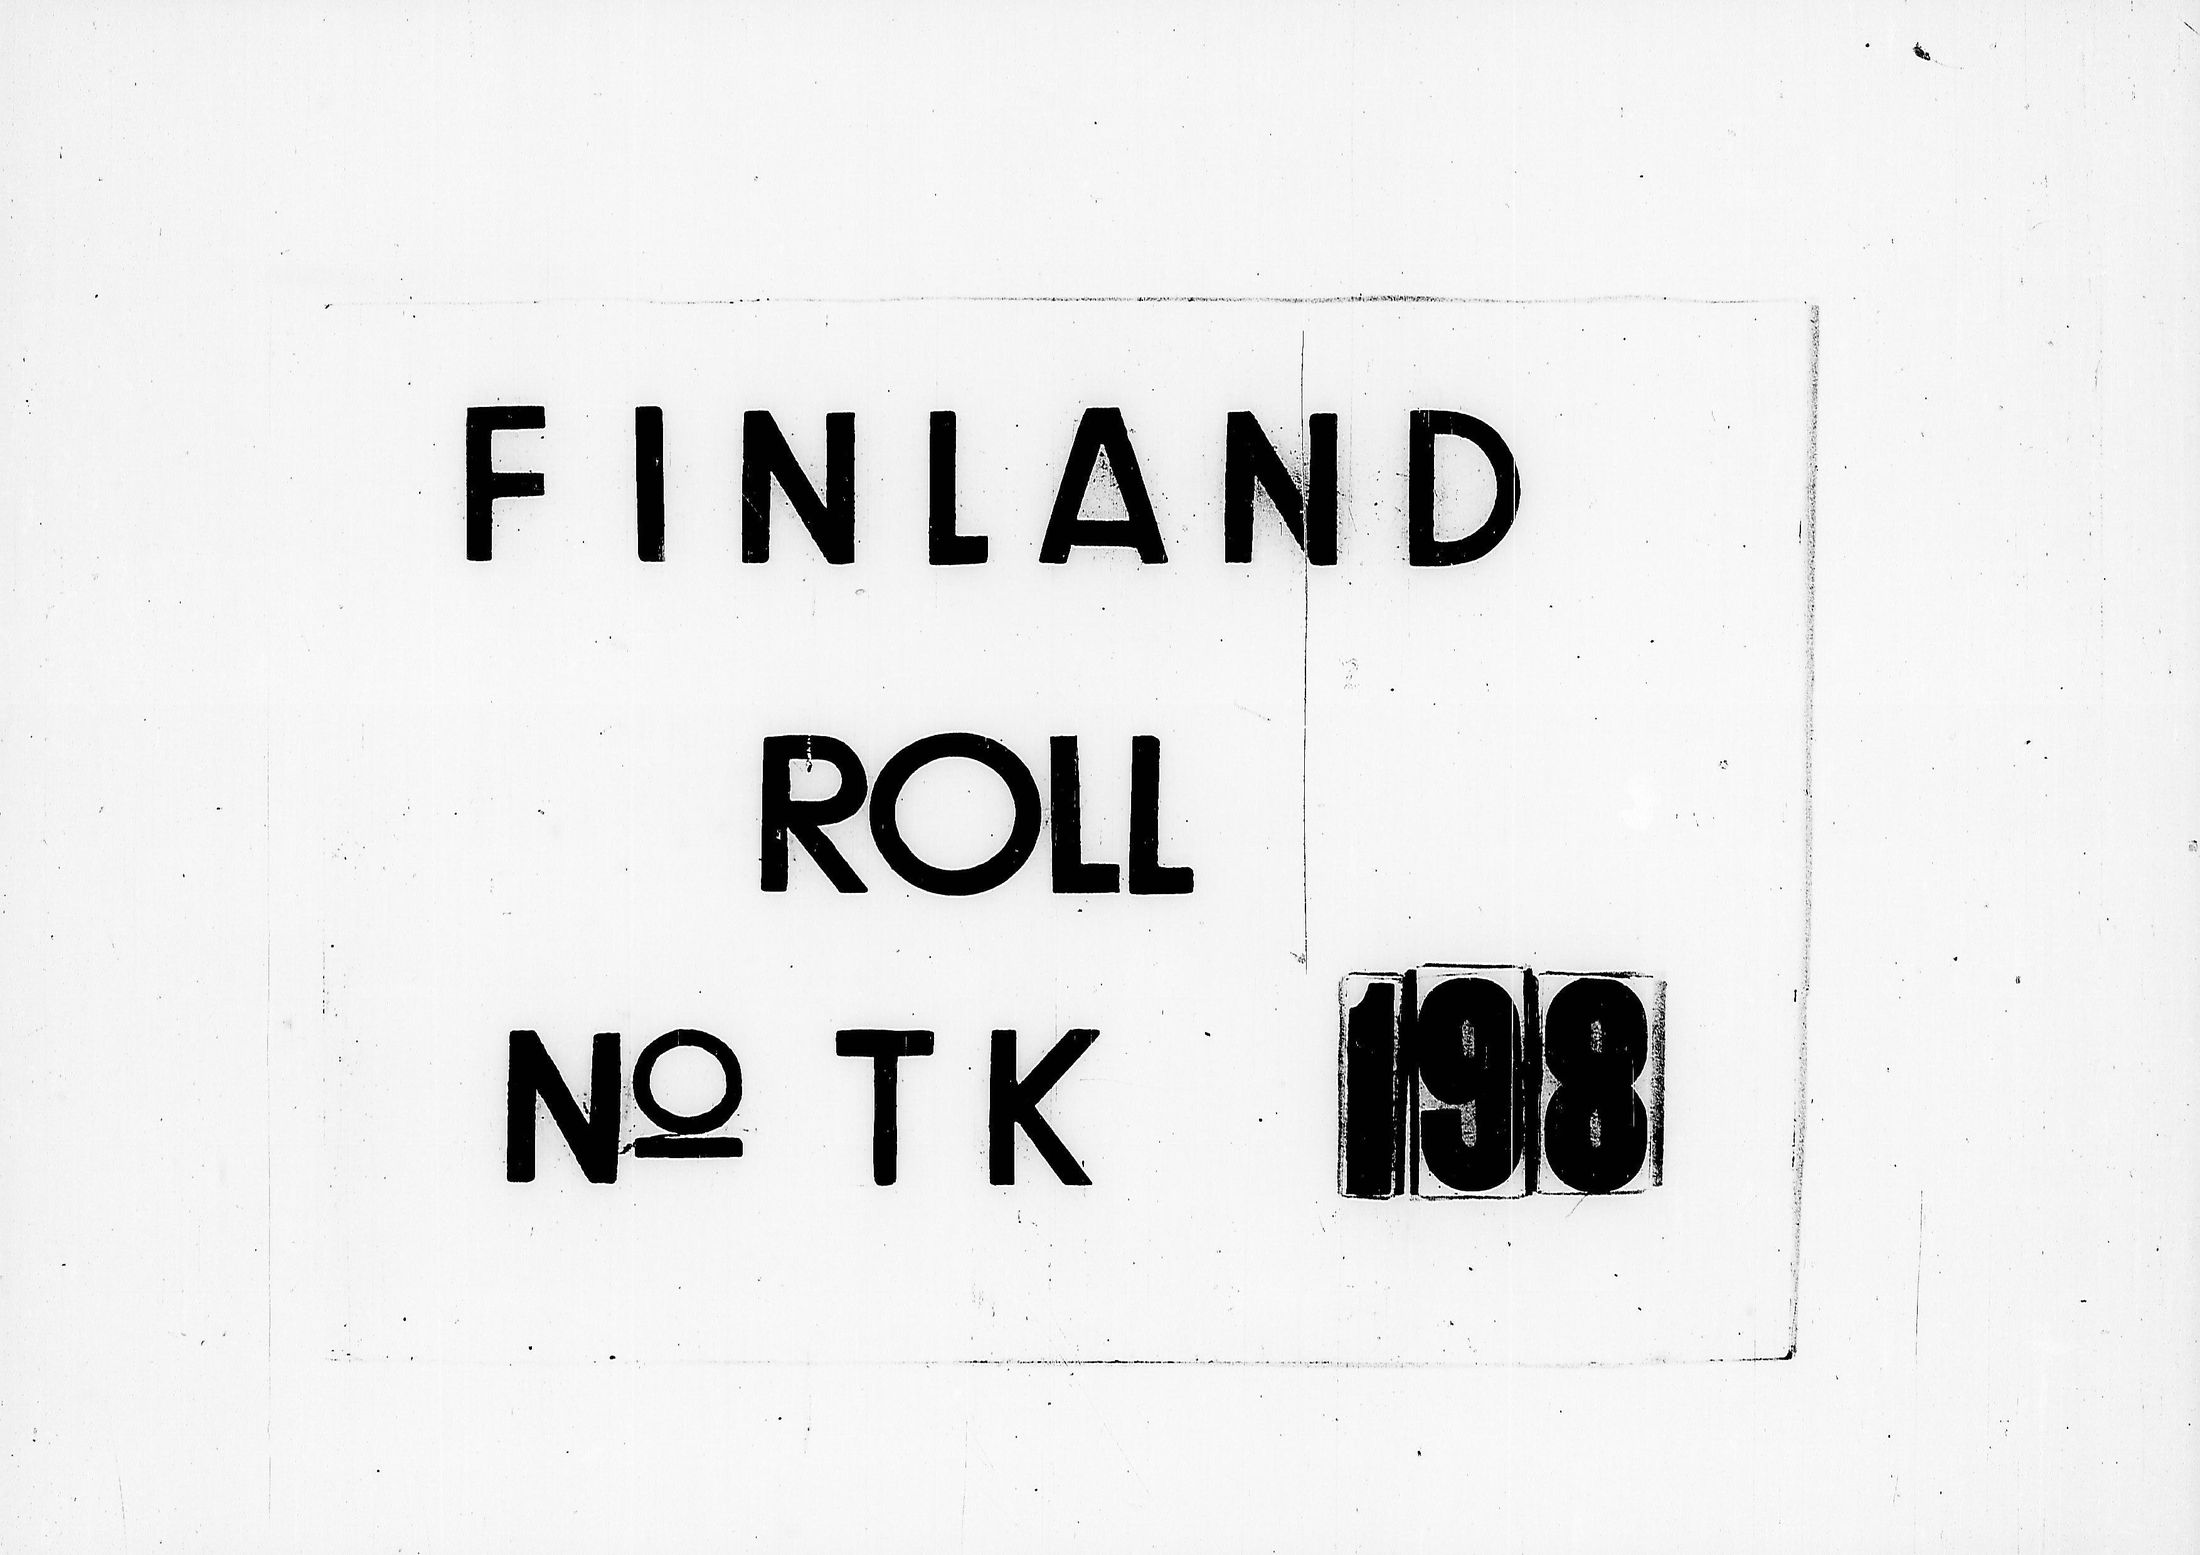 FINLAND
ROLL
Nº TK 198